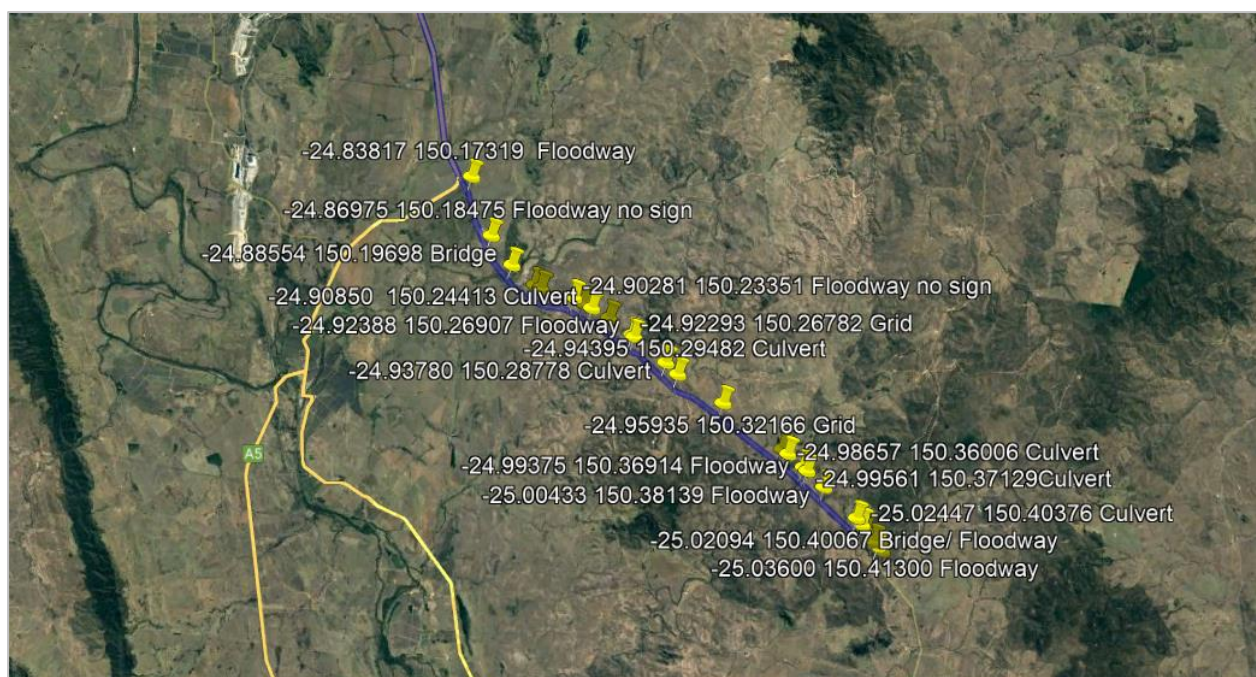 -24.83817 150.17319 Floodway
-24.86975 150.18475 Floodway no sign
-24.88554 150.19698 Bridge
-24.90281 150.23351 Floodway no sign
-24.90850 150.24413 Culvert
-24.92293 150.26782 Grid
-24.92388 150.26907 Floodway
-24.94395 150.29482 Culvert
-24.93780 150.28778 Culvert
-24.95935 150.32166 Grid
-24.98657 150.36006 Culvert
-24.99375 150.36914 Floodway
-24.99561 150.37129Culvert
-25.00433 150.38139 Floodway
-25.02447 150.40376 Culvert
-25.02094 150.40067 Bridge/ Floodway
-25.03600 150.41300 Floodway
A5